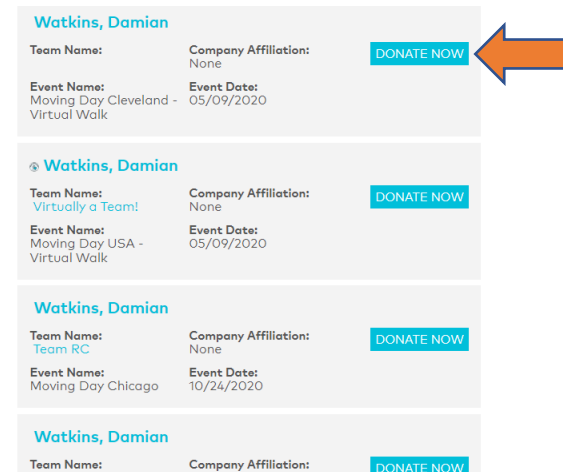 Watkins, Damian
Team Name: Company Affiliation:
None
DONATE NOW
Event Name: Event Date:
Moving Day Cleveland - 05/09/2020
Virtual Walk
Watkins, Damian
Team Name: Company Affiliation:
Virtually a Team! None
DONATE NOW
Event Name: Event Date:
Moving Day USA - 05/09/2020
Virtual Walk
Watkins, Damian
Team Name: Company Affiliation:
Team RC None
DONATE NOW
Event Name: Event Date:
Moving Day Chicago 10/24/2020
Watkins, Damian
Team Name: Company Affiliation:
DONATE NOW